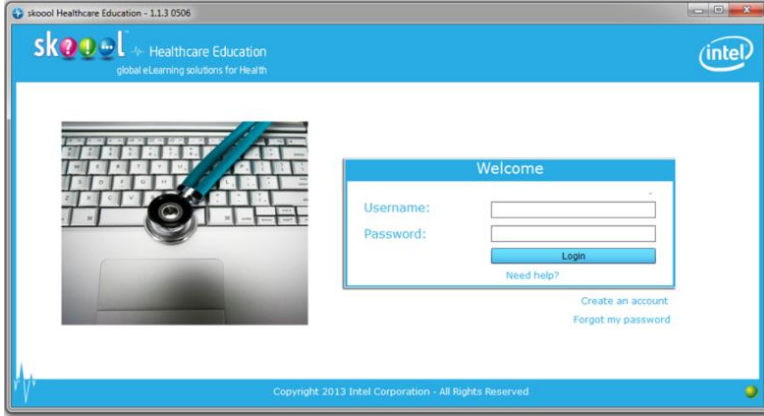 skoool Healthcare Education - 1.1.3 0506
skoool Healthcare Education
global eLearning solutions for Health
intel
Welcome
Username:
Password:
Login
Need help?
Create an account
Forgot my password
Copyright 2013 Intel Corporation - All Rights Reserved